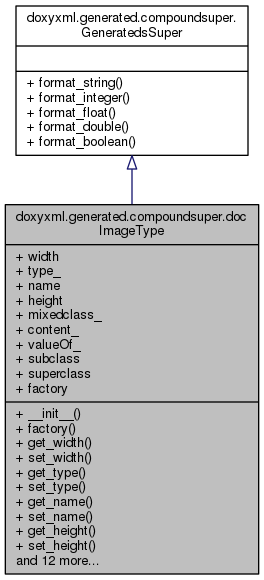 doxyxml.generated.compoundsuper.
GeneratedsSuper
+ format_string()
+ format_integer()
+ format_float()
+ format_double()
+ format_boolean()
doxyxml.generated.compoundsuper.doc
ImageType
+ width
+ type_
+ name
+ height
+ mixedclass_
+ content_
+ valueOf_
+ subclass
+ superclass
+ factory
+ __init__()
+ factory()
+ get_width()
+ set_width()
+ get_type()
+ set_type()
+ get_name()
+ set_name()
+ get_height()
+ set_height()
and 12 more...